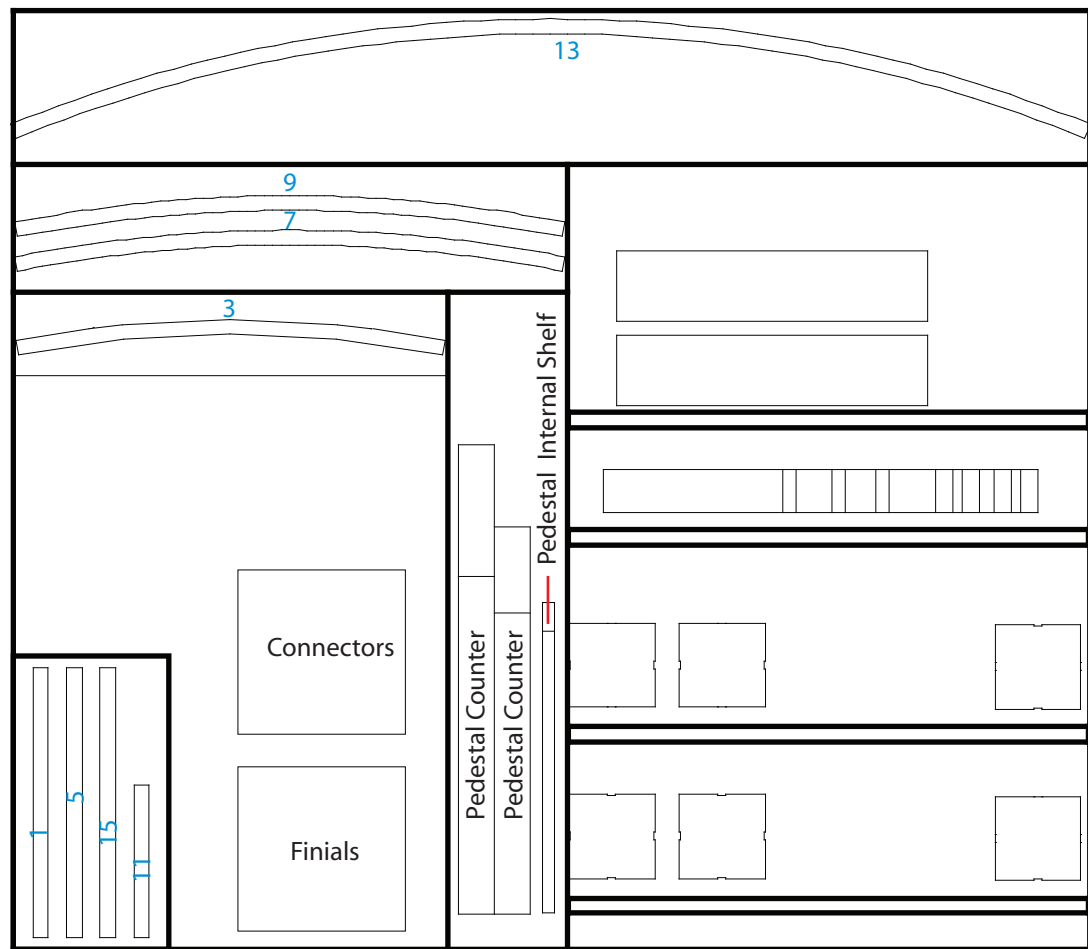 13
9
7
3
Pedestal Internal Shelf
Connectors
Pedestal Counter
Pedestal Counter
1
5
15
11
Finials